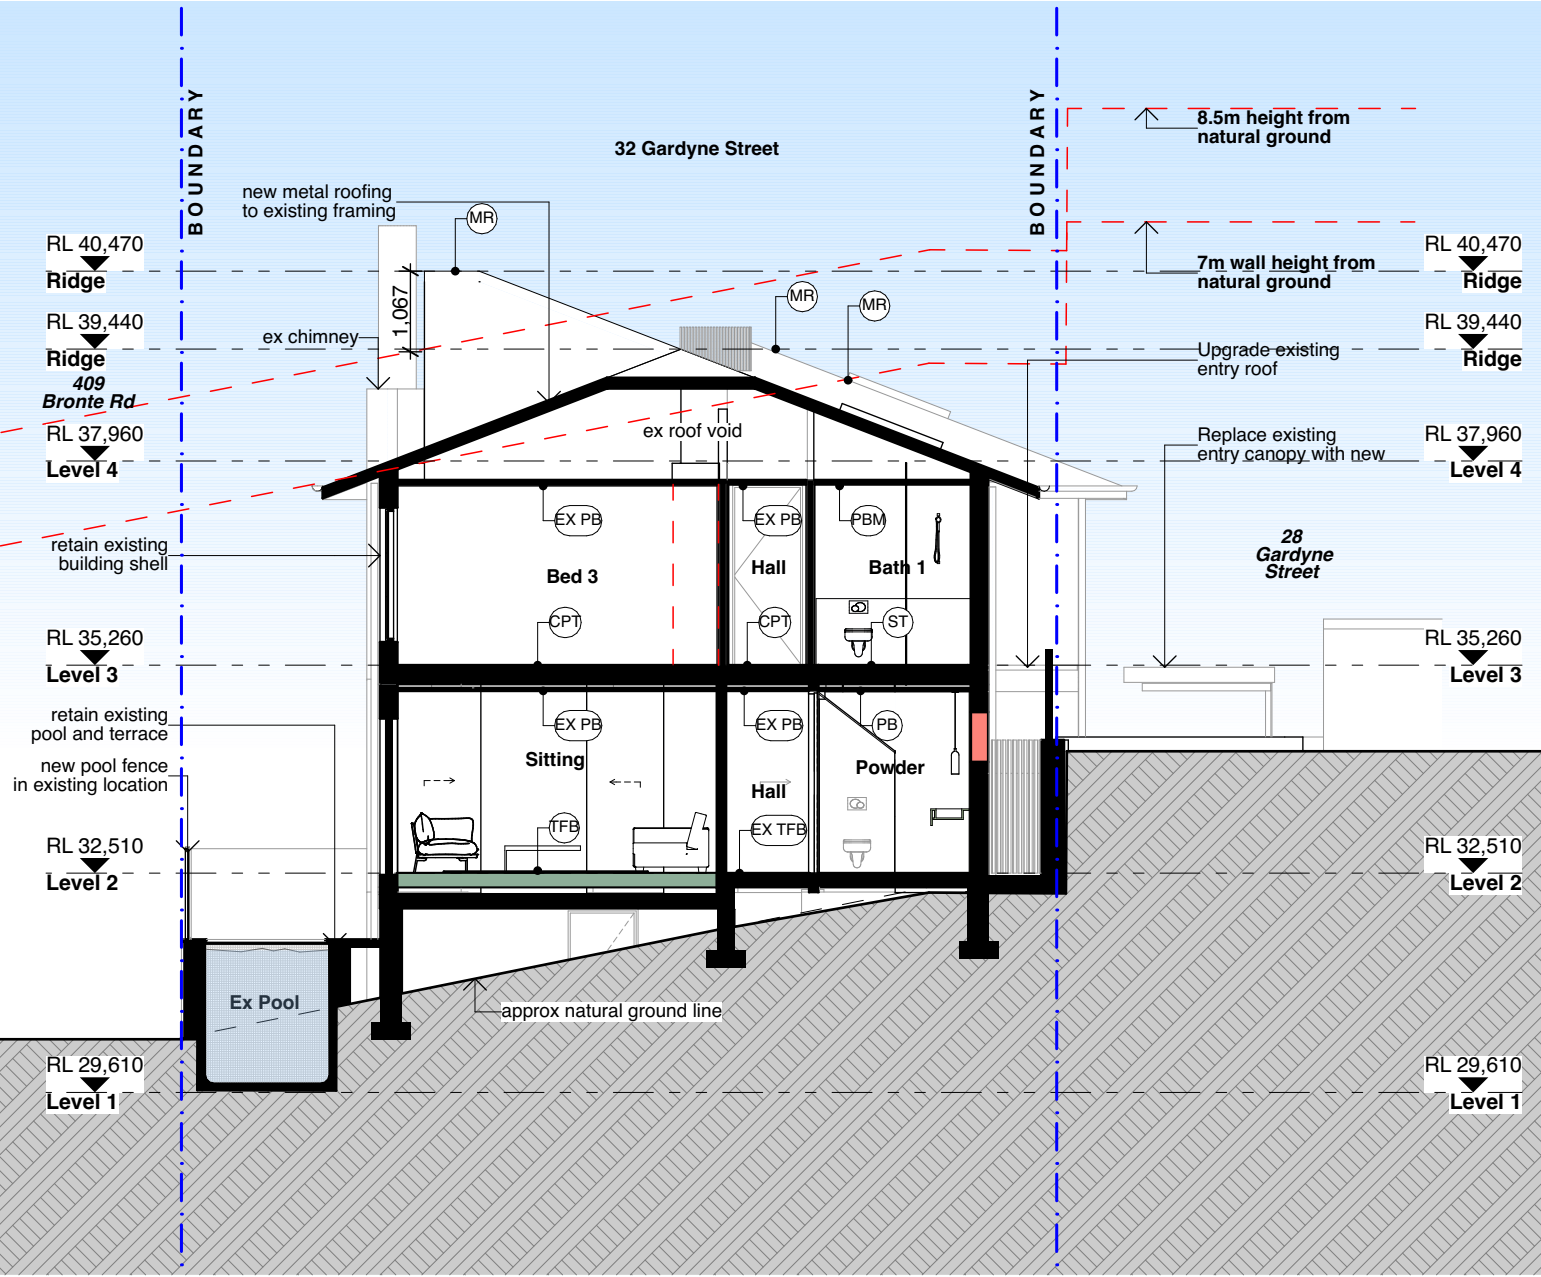 BOUNDARY
BOUNDARY
8.5m height from
natural ground
32 Gardyne Street
new metal roofing
to existing framing
MR
RL 40,470
Ridge
7m wall height from
natural ground
RL 40,470
Ridge
1,067
MR
MR
RL 39,440
Ridge
ex chimney
RL 39,440
Ridge
Upgrade existing
entry roof
409
Bronte Rd
ex roof void
RL 37,960
Level 4
Replace existing
entry canopy with new
RL 37,960
Level 4
EX PB
EX PB
PBM
retain existing
building shell
Bed 3
Hall
Bath 1
28
Gardyne
Street
CPT
CPT
ST
RL 35,260
Level 3
RL 35,260
Level 3
retain existing
pool and terrace
EX PB
EX PB
PB
new pool fence
in existing location
Sitting
Hall
Powder
TFB
EX TFB
RL 32,510
Level 2
RL 32,510
Level 2
Ex Pool
approx natural ground line
RL 29,610
Level 1
RL 29,610
Level 1